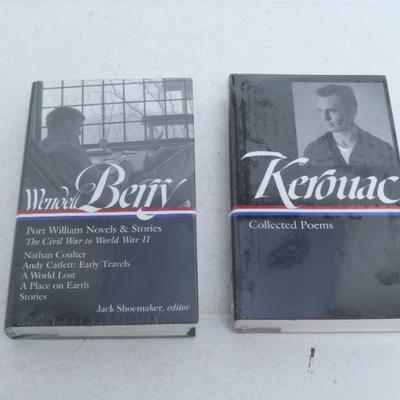 Wendell Berry
Port William Novels & Stories
The Civil War to World War II
Nathan Coulter
Andy Catlett: Early Travels
A World Lost
A Place on Earth
Stories
Jack Shoemaker, editor
Kerouac
Collected Poems